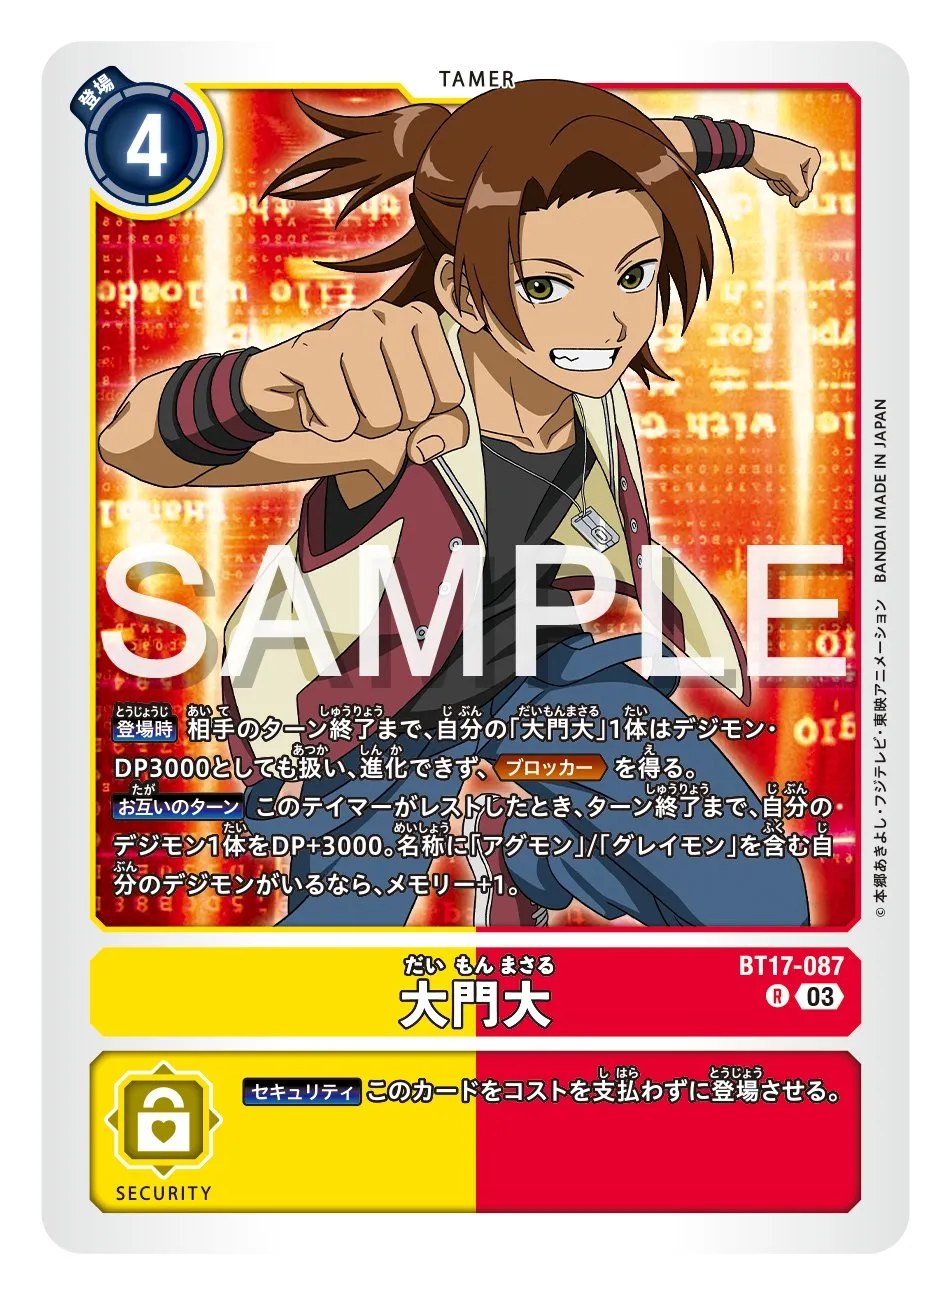 TAMER
登場
4
SAMPLE
登場時 相手のターン終了まで、自分の「大門大」1体はデジモン・
DP3000としても扱い、進化できず、ブロッカー を得る。
お互いのターン このテイマーがレストしたとき、ターン終了まで、自分の
デジモン1体をDP+3000。名称に「アグモン」/「グレイモン」を含む自
分のデジモンがいるなら、メモリー+1。
© 本郷あきよし・フジテレビ・東映アニメーション BANDAI MADE IN JAPAN
だい もん まさる
大門大
BT17-087
R 03
セキュリティ このカードをコストを支払わずに登場させる。
SECURITY